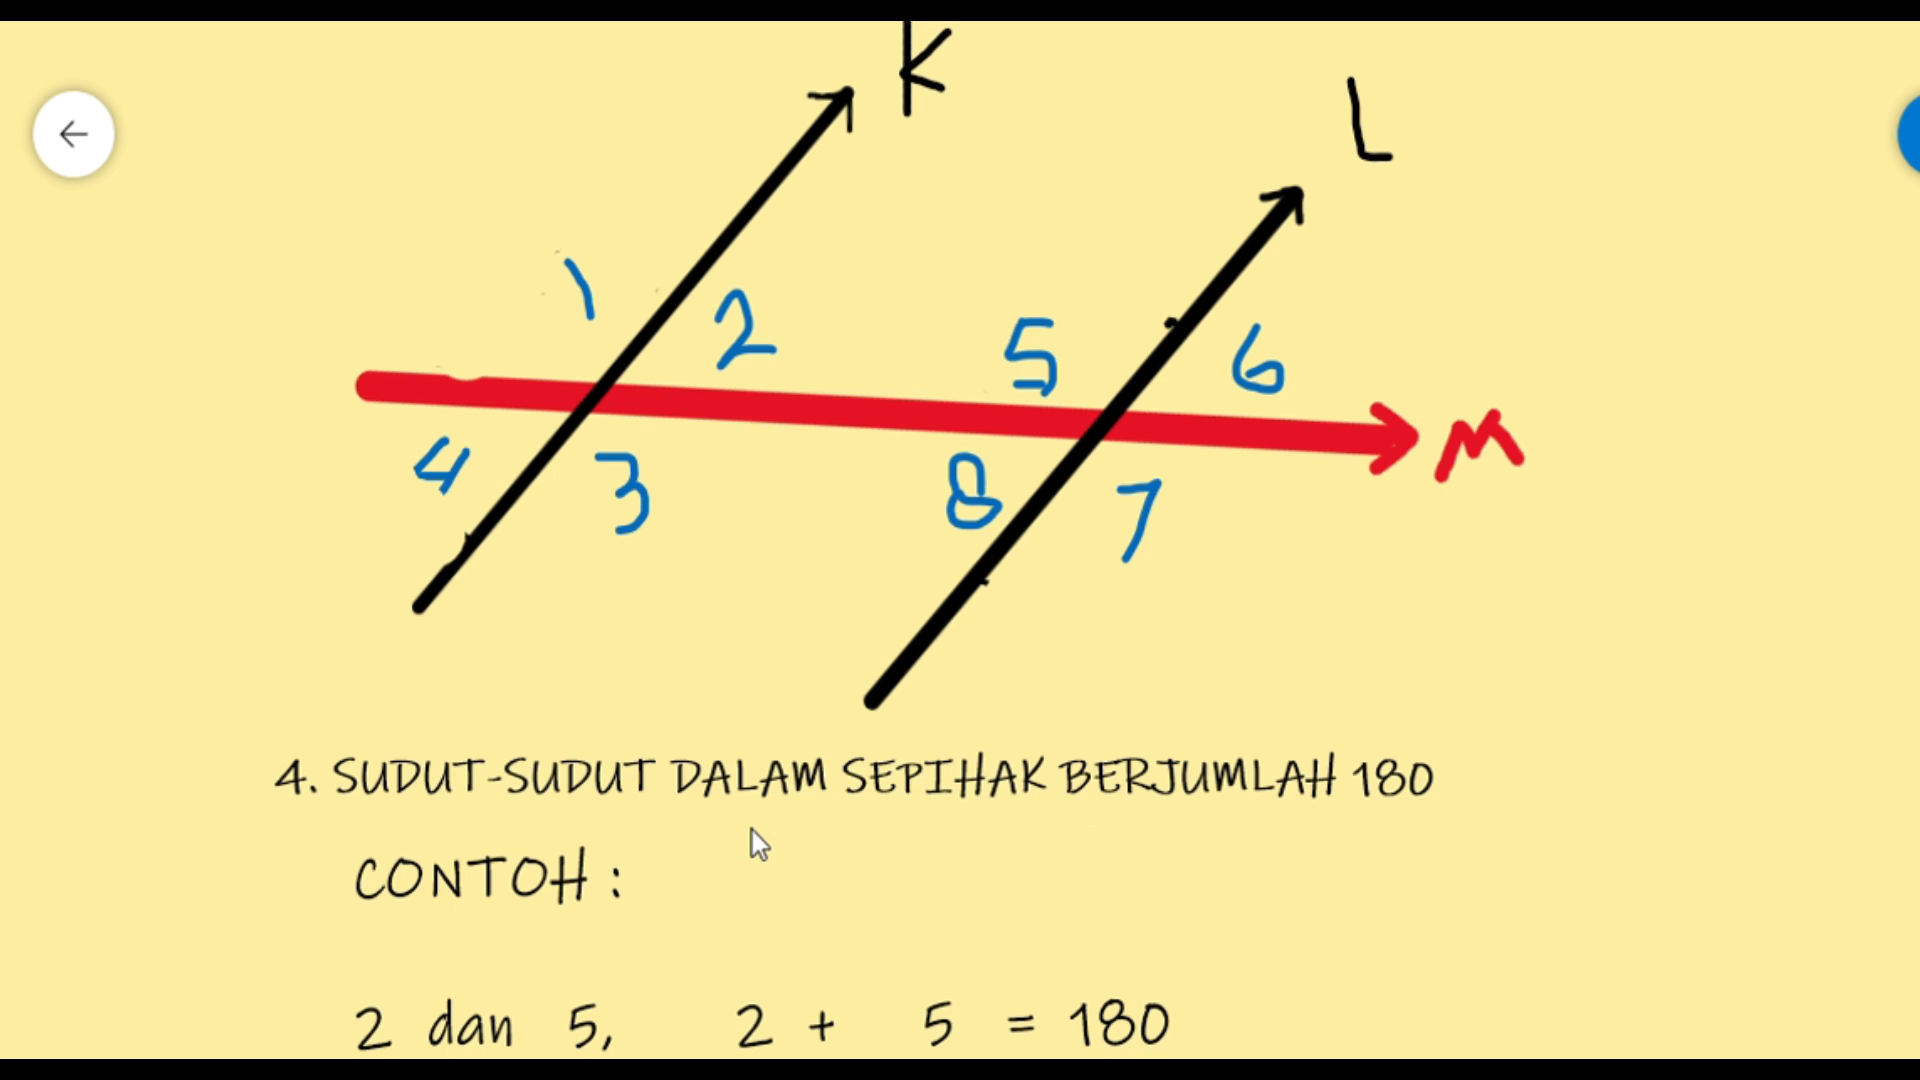 K
L
1
2
5
6
M
4
3
8
7
4. SUDUT-SUDUT DALAM SEPIHAK BERJUMLAH 180
CONTOH :
2 dan 5, 2 + 5 = 180